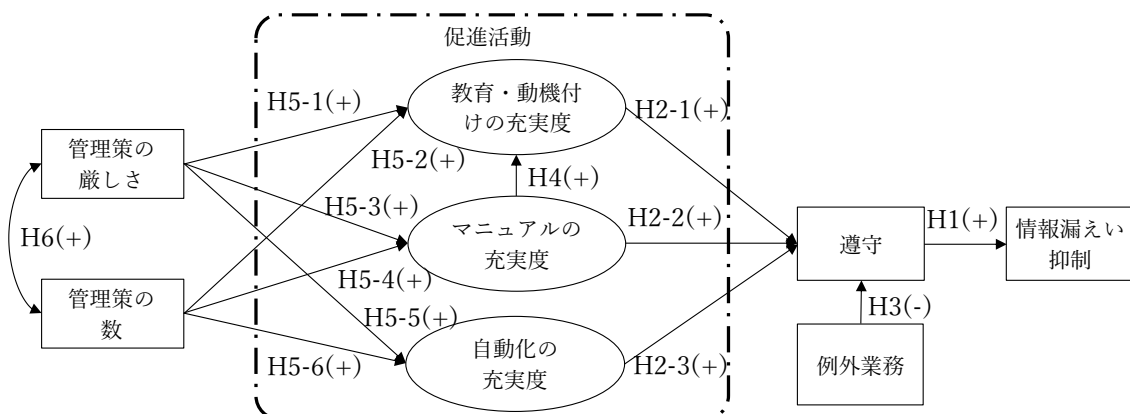 促進活動
H5-1(+)
教育・動機付
けの充実度
H2-1(+)
管理策の
厳しさ
H5-2(+)
H4(+)
H5-3(+)
マニュアルの
充実度
H2-2(+)
H6(+)
遵守
H1(+)
情報漏えい
抑制
H5-4(+)
管理策の
数
H5-5(+)
H3(-)
H5-6(+)
自動化の
充実度
H2-3(+)
例外業務